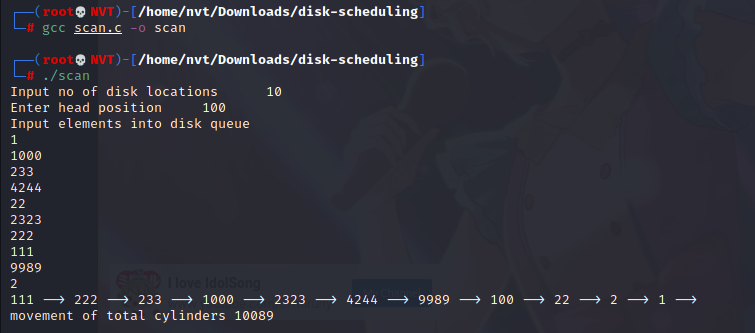 ┌──(root💀NVT)-[/home/nvt/Downloads/disk-scheduling]
└─# gcc scan.c -o scan
┌──(root💀NVT)-[/home/nvt/Downloads/disk-scheduling]
└─# ./scan
Input no of disk locations      10
Enter head position     100
Input elements into disk queue
1
1000
233
4244
22
2323
222
111
9989
2
I love IdolSong
111 --> 222 --> 233 --> 1000 --> 2323 --> 4244 --> 9989 --> 100 --> 22 --> 2 --> 1 -->
movement of total cylinders 10089